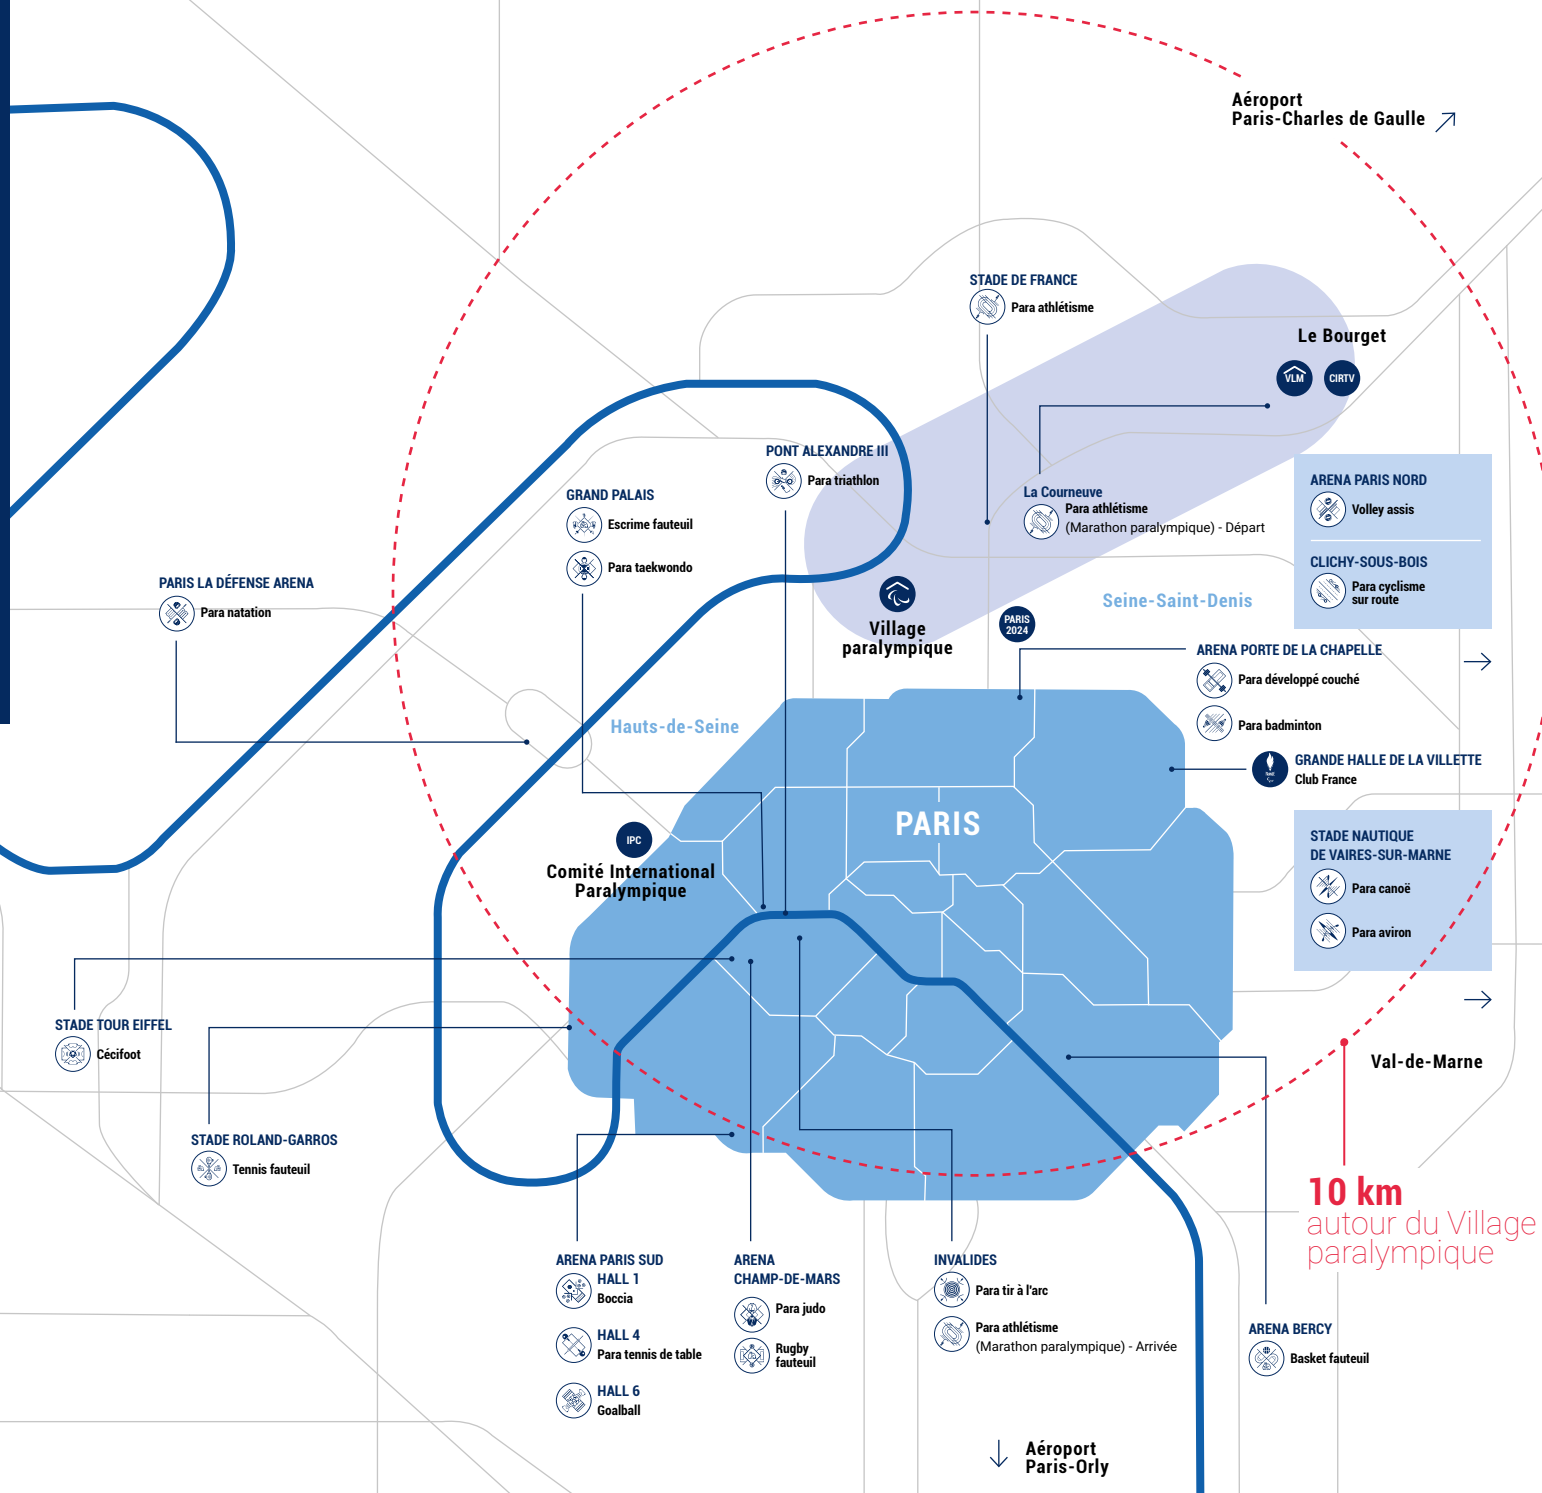 Aéroport
Paris-Charles de Gaulle
STADE DE FRANCE
Para athlétisme
Le Bourget
VLM
CIRTV
PONT ALEXANDRE III
Para triathlon
GRAND PALAIS
Escrime fauteuil
Para taekwondo
La Courneuve
Para athlétisme
(Marathon paralympique) - Départ
ARENA PARIS NORD
Volley assis
CLICHY-SOUS-BOIS
Para cyclisme
sur route
PARIS LA DÉFENSE ARENA
Para natation
Seine-Saint-Denis
Village
paralympique
PARIS
2024
ARENA PORTE DE LA CHAPELLE
Para développé couché
Para badminton
Hauts-de-Seine
GRANDE HALLE DE LA VILLETTE
Club France
PARIS
IPC
Comité International
Paralympique
STADE NAUTIQUE
DE VAIRES-SUR-MARNE
Para canoë
Para aviron
STADE TOUR EIFFEL
Cécifoot
Val-de-Marne
STADE ROLAND-GARROS
Tennis fauteuil
10 km
autour du Village
paralympique
ARENA PARIS SUD
HALL 1
Boccia
HALL 4
Para tennis de table
HALL 6
Goalball
ARENA
CHAMP-DE-MARS
Para judo
Rugby
fauteuil
INVALIDES
Para tir à l'arc
Para athlétisme
(Marathon paralympique) - Arrivée
ARENA BERCY
Basket fauteuil
Aéroport
Paris-Orly